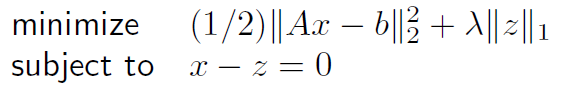 minimize (1/2)‖Ax − b‖₂² + λ‖z‖₁
subject to x − z = 0